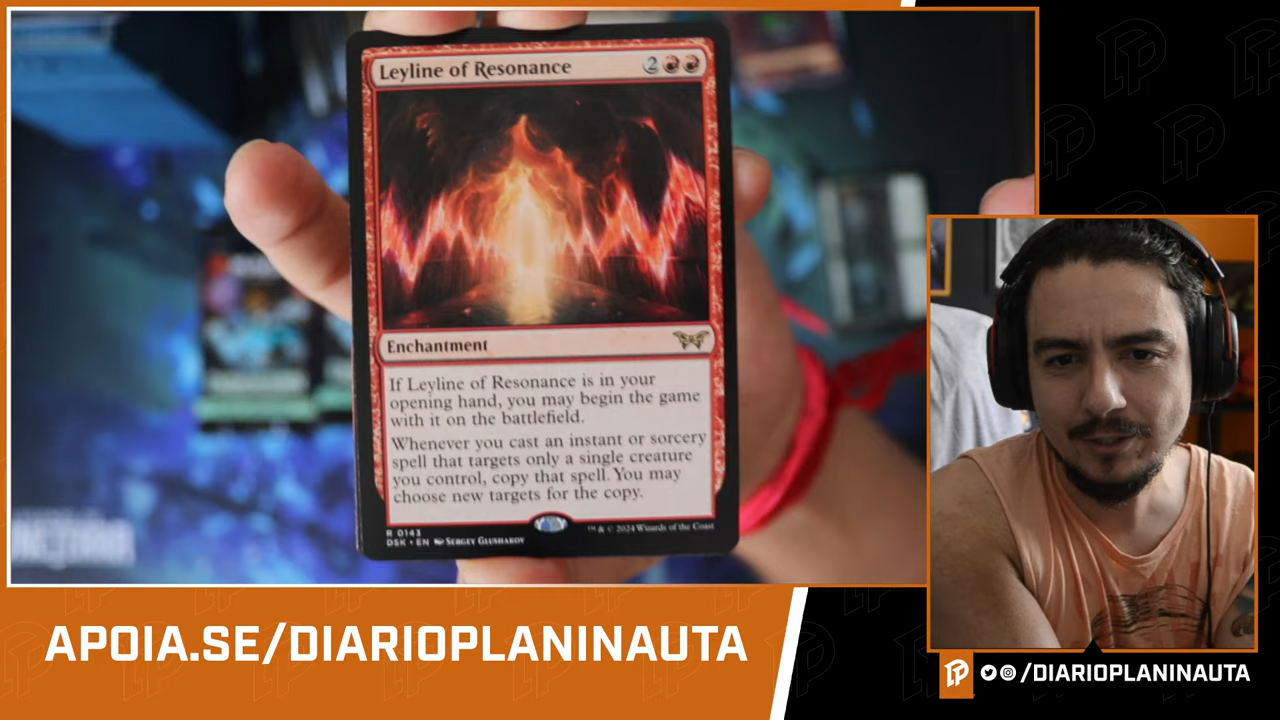 Leyline of Resonance 2
Enchantment
If Leyline of Resonance is in your
opening hand, you may begin the game
with it on the battlefield.
Whenever you cast an instant or sorcery
spell that targets only a single creature
you control, copy that spell. You may
choose new targets for the copy.
R 0143
DSK • EN Sergey Glushakov
™ & © 2024 Wizards of the Coast
APOIA.SE/DIARIOPLANINAUTA
/DIARIOPLANINAUTA